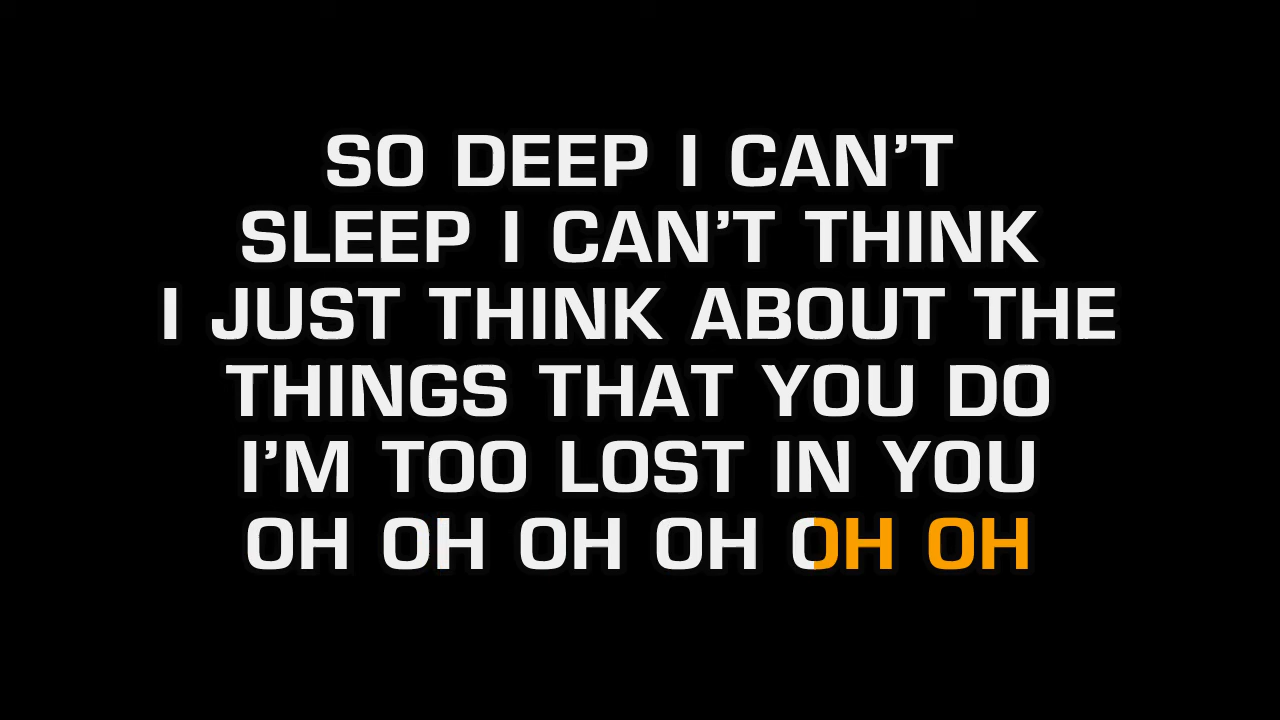 SO DEEP I CAN’T
SLEEP I CAN’T THINK
I JUST THINK ABOUT THE
THINGS THAT YOU DO
I’M TOO LOST IN YOU
OH OH OH OH OH OH